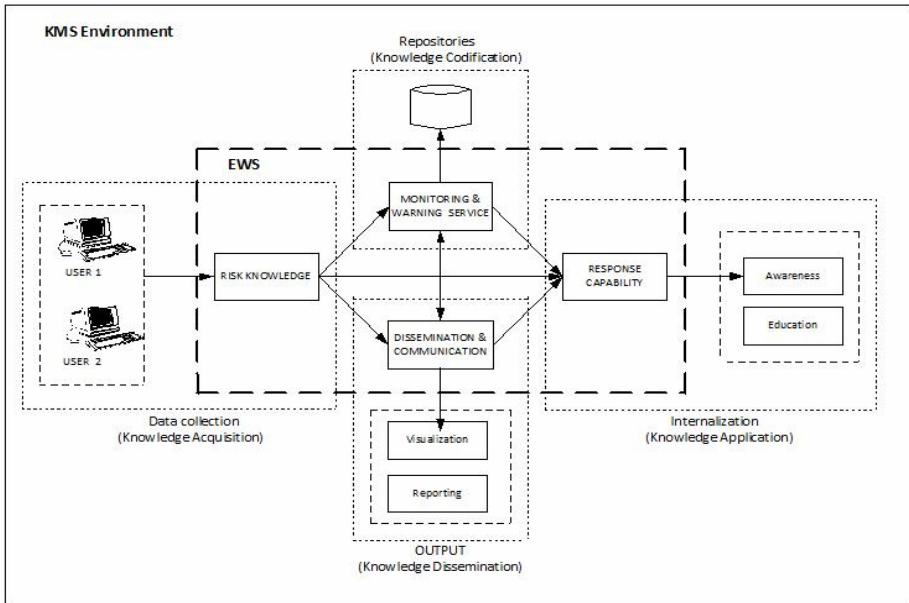 KMS Environment
Repositories
(Knowledge Codification)
EWS
MONITORING &
WARNING SERVICE
USER 1
RISK KNOWLEDGE
RESPONSE
CAPABILITY
Awareness
Education
USER 2
DISSEMINATION &
COMMUNICATION
Data collection
(Knowledge Acquisition)
Internalization
(Knowledge Application)
Visualization
Reporting
OUTPUT
(Knowledge Dissemination)